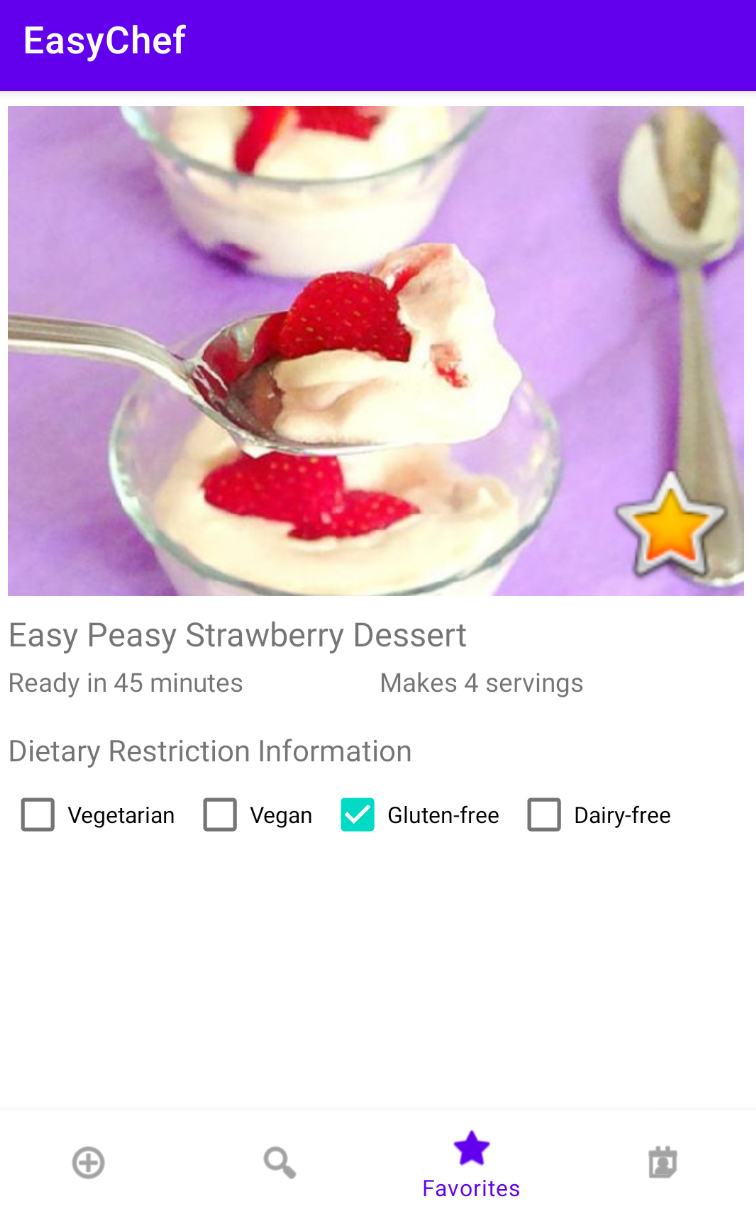 EasyChef
Easy Peasy Strawberry Dessert
Ready in 45 minutes Makes 4 servings
Dietary Restriction Information
Vegetarian Vegan Gluten-free Dairy-free
Favorites